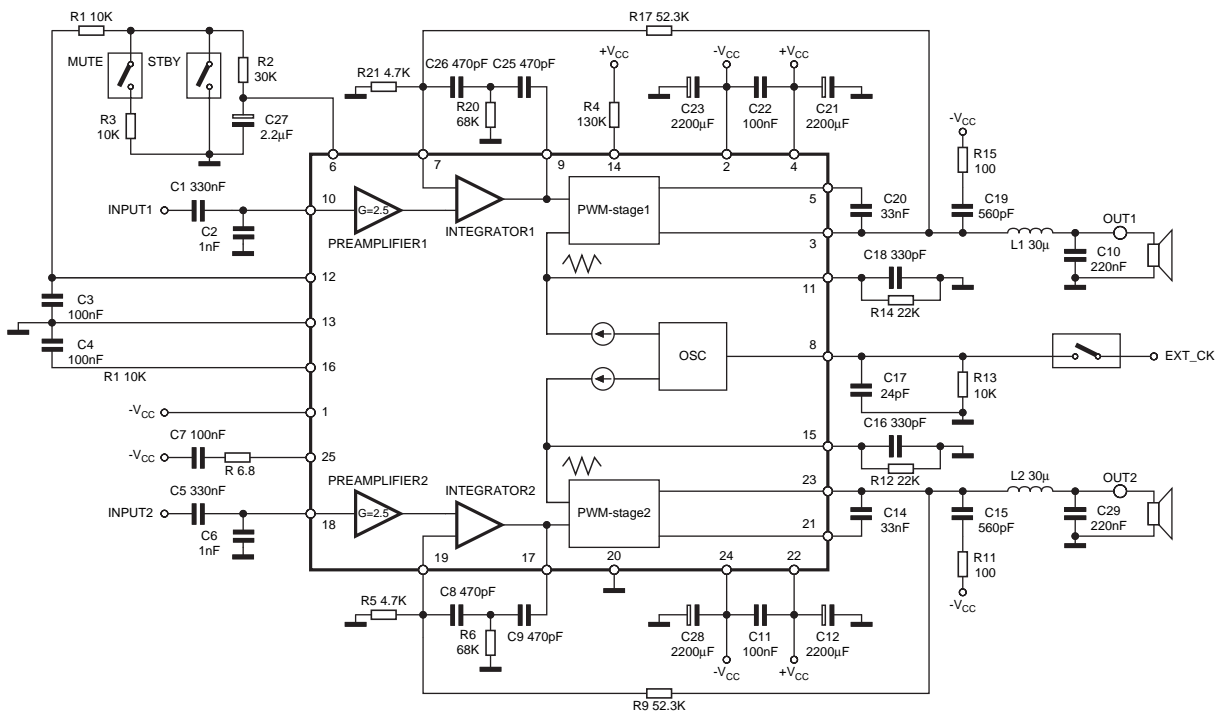 R1 10K
R17 52.3K
MUTE
STBY
R2
30K
R3
10K
C27
2.2μF
R21 4.7K
C26 470pF
C25 470pF
R20
68K
+VCC
R4
130K
-VCC
+VCC
C23
2200μF
C22
100nF
C21
2200μF
-VCC
R15
100
C19
560pF
6
7
9
14
2
4
C1 330nF
INPUT1
C2
1nF
10
G=2.5
PREAMPLIFIER1
INTEGRATOR1
PWM-stage1
5
3
C20
33nF
L1 30μ
OUT1
C10
220nF
12
C3
100nF
13
C4
100nF
16
R1 10K
11
C18 330pF
R14 22K
OSC
8
EXT_CK
C17
24pF
R13
10K
-VCC
1
C7 100nF
-VCC
R 6.8
25
15
C16 330pF
R12 22K
C5 330nF
INPUT2
C6
1nF
18
PREAMPLIFIER2
G=2.5
INTEGRATOR2
PWM-stage2
23
21
C14
33nF
C15
560pF
R11
100
-VCC
L2 30μ
OUT2
C29
220nF
19
17
20
24
22
R5 4.7K
C8 470pF
R6
68K
C9 470pF
C28
2200μF
C11
100nF
C12
2200μF
-VCC
+VCC
R9 52.3K